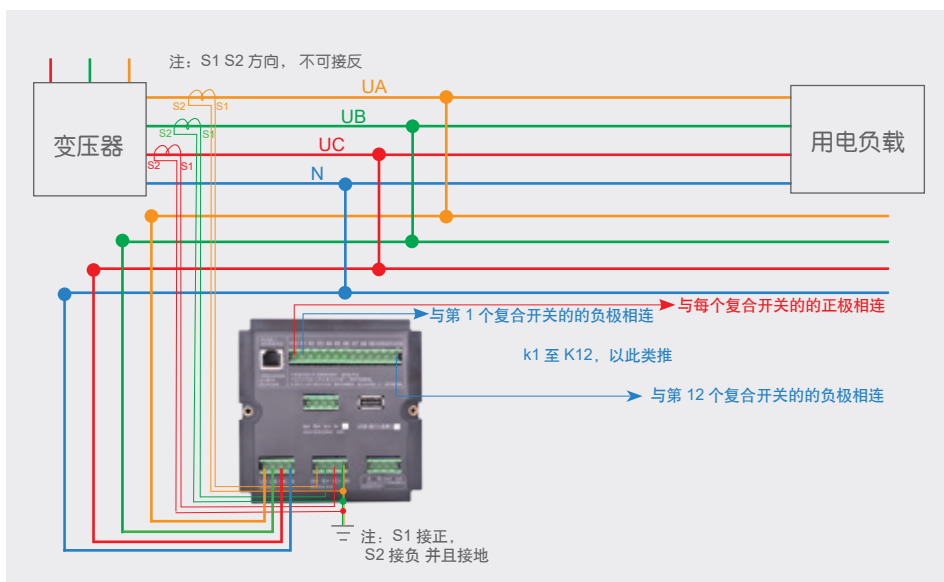 注：S1 S2 方向， 不可接反
UA
S2
S1
UB
变压器
S2
S1
用电负载
UC
S2
S1
N
与每个复合开关的的正极相连
与第 1 个复合开关的的负极相连
k1 至 K12，以此类推
与第 12 个复合开关的的负极相连
注：S1 接正，
S2 接负 并且接地